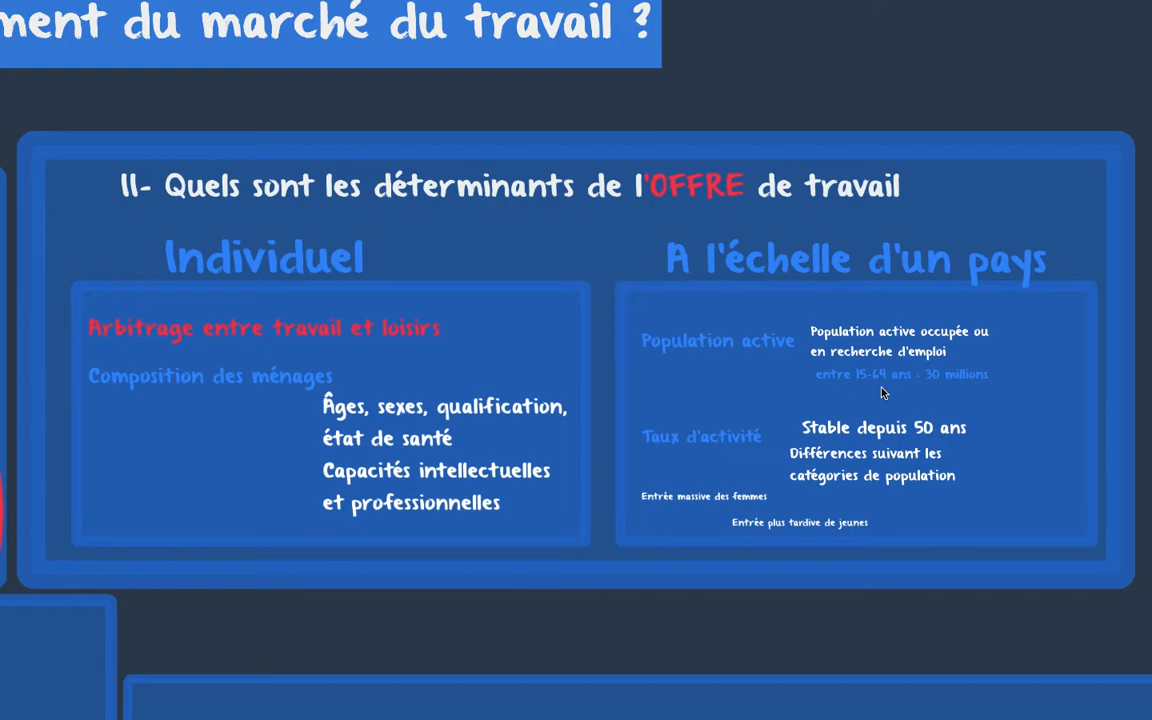 ment du marché du travail ?
II- Quels sont les déterminants de l'OFFRE de travail
Individuel
Arbitrage entre travail et loisirs
Composition des ménages
Âges, sexes, qualification,
état de santé
Capacités intellectuelles
et professionnelles
A l'échelle d'un pays
Population active
Population active occupée ou
en recherche d'emploi
entre 15-64 ans : 30 millions
Taux d'activité
Stable depuis 50 ans
Différences suivant les
catégories de population
Entrée massive des femmes
Entrée plus tardive de jeunes